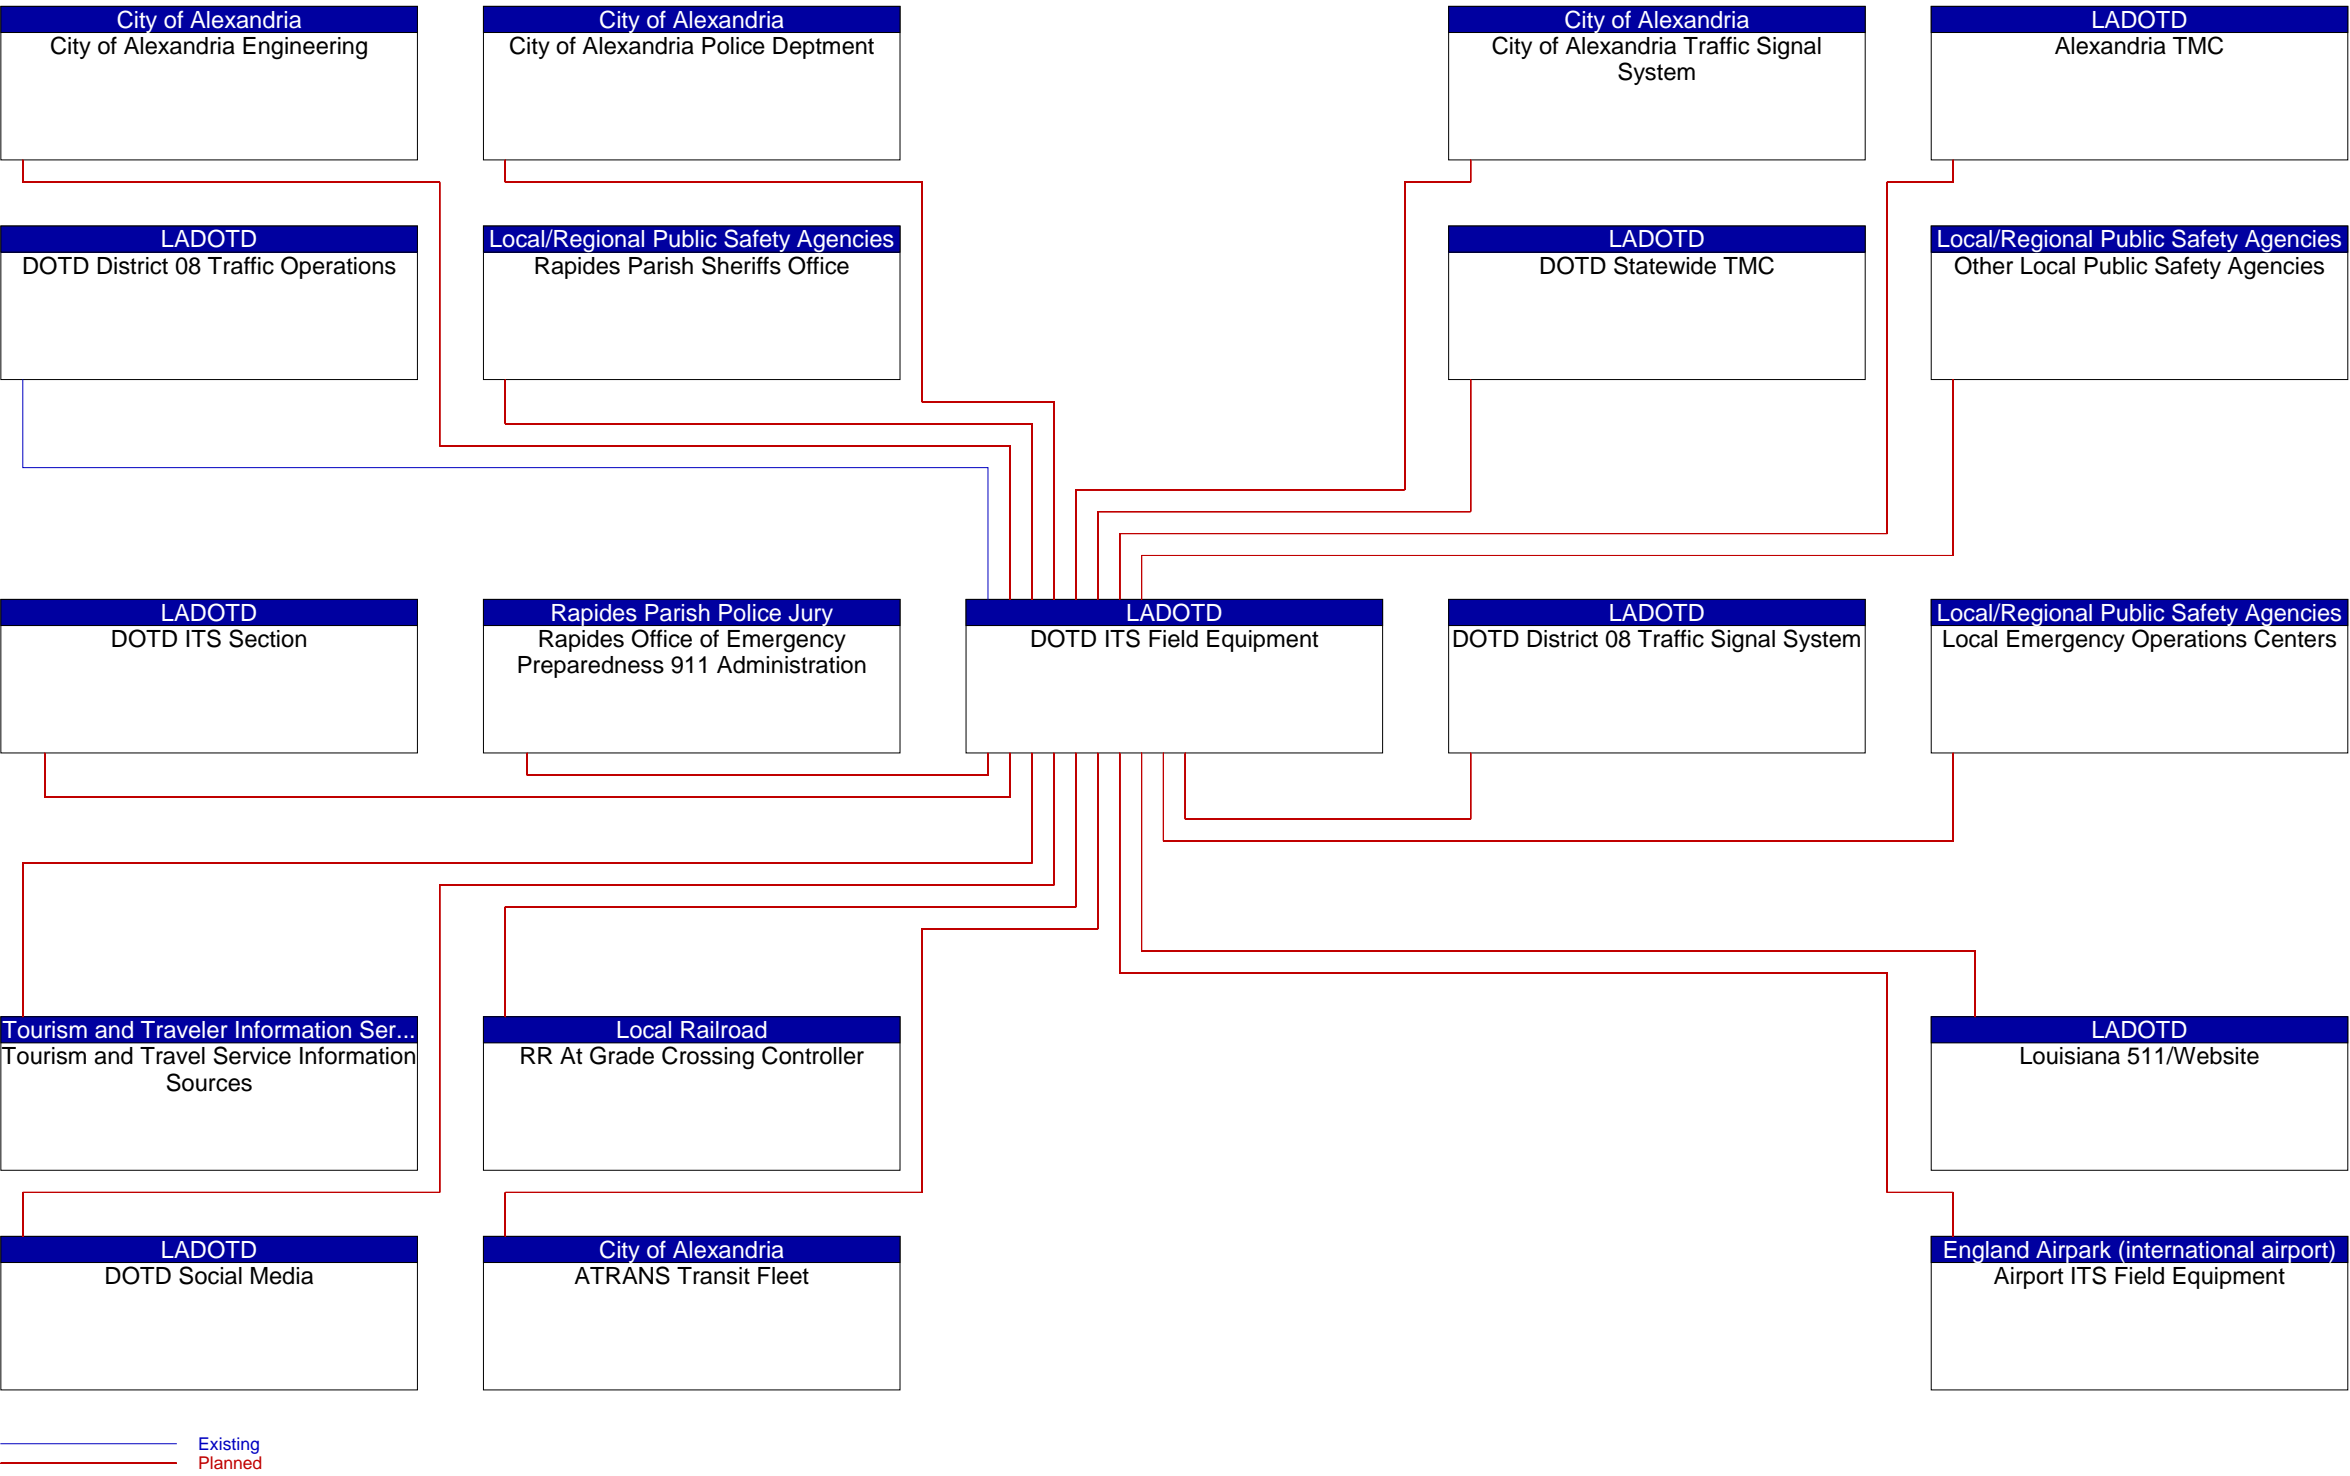 City of Alexandria
City of Alexandria Engineering
City of Alexandria
City of Alexandria Police Deptment
City of Alexandria
City of Alexandria Traffic Signal
System
LADOTD
Alexandria TMC
LADOTD
DOTD District 08 Traffic Operations
Local/Regional Public Safety Agencies
Rapides Parish Sheriffs Office
LADOTD
DOTD Statewide TMC
Local/Regional Public Safety Agencies
Other Local Public Safety Agencies
LADOTD
DOTD ITS Section
Rapides Parish Police Jury
Rapides Office of Emergency
Preparedness 911 Administration
LADOTD
DOTD ITS Field Equipment
LADOTD
DOTD District 08 Traffic Signal System
Local/Regional Public Safety Agencies
Local Emergency Operations Centers
Tourism and Traveler Information Ser...
Tourism and Travel Service Information
Sources
Local Railroad
RR At Grade Crossing Controller
LADOTD
Louisiana 511/Website
LADOTD
DOTD Social Media
City of Alexandria
ATRANS Transit Fleet
England Airpark (international airport)
Airport ITS Field Equipment
Existing
Planned